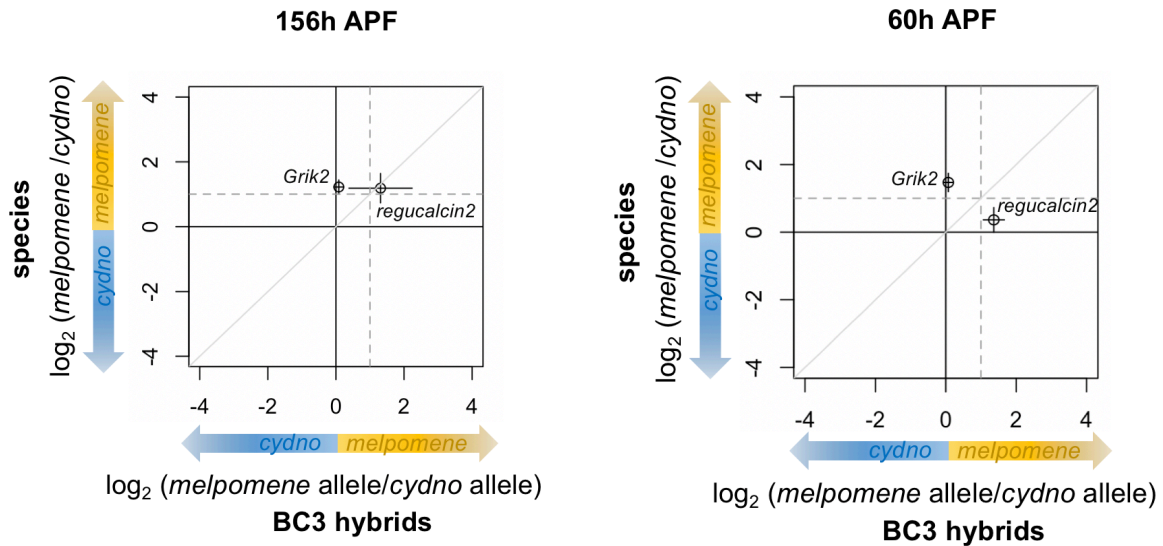 156h APF
species
log2 (melpomene /cydno)
cydno
melpomene
4
2
0
-2
-4
Grik2
regucalcin2
-4 -2 0 2 4
cydno melpomene
log2 (melpomene allele/cydno allele)
BC3 hybrids
60h APF
species
log2 (melpomene /cydno)
cydno
melpomene
4
2
0
-2
-4
Grik2
regucalcin2
-4 -2 0 2 4
cydno melpomene
log2 (melpomene allele/cydno allele)
BC3 hybrids